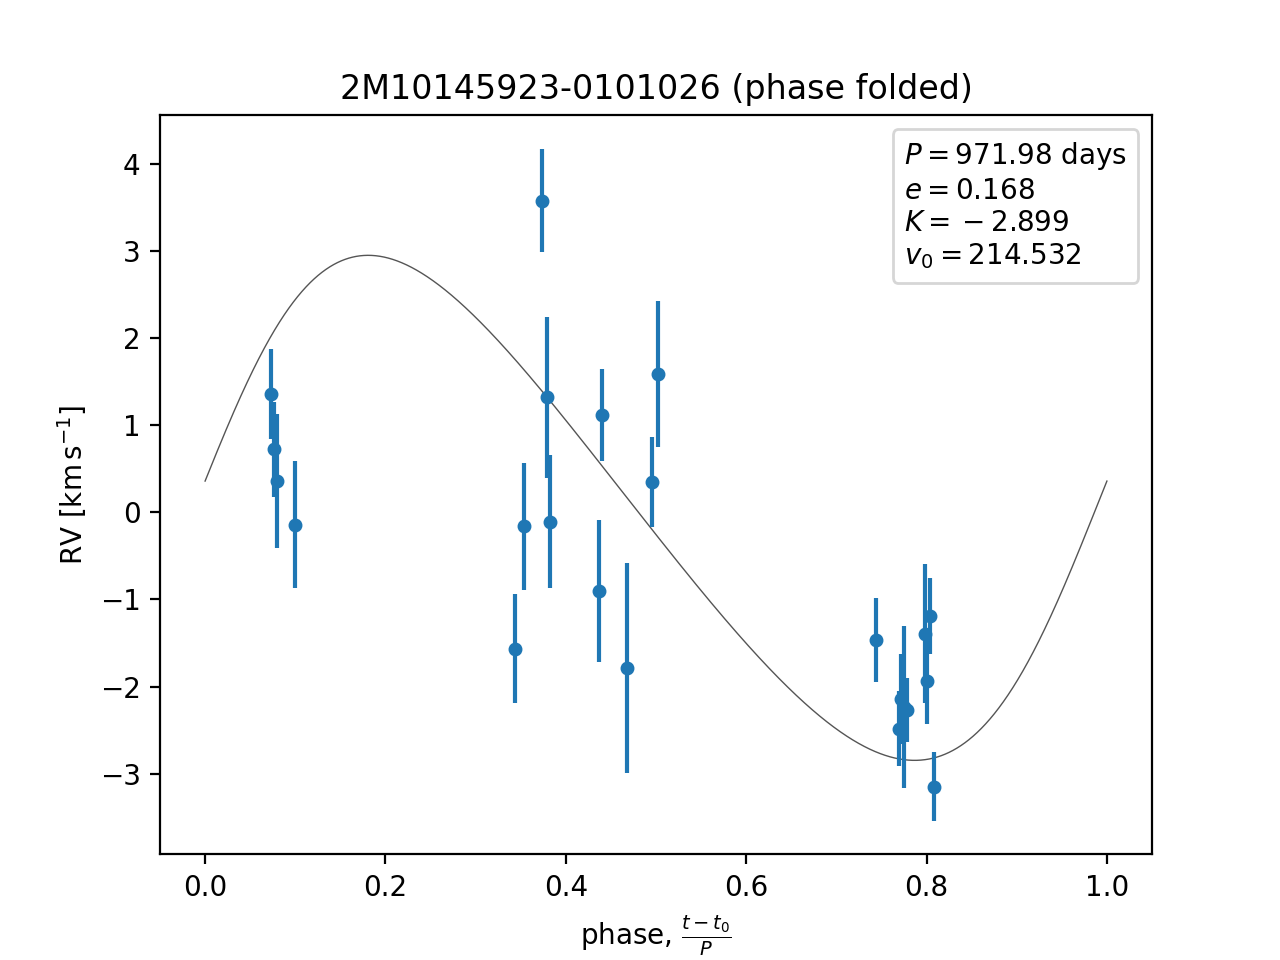 2M10145923-0101026 (phase folded)
P = 971.98 days
e = 0.168
K = −2.899
v₀ = 214.532
4
3
2
1
0
−1
−2
−3
RV [km s⁻¹]
0.0 0.2 0.4 0.6 0.8 1.0
phase, (t − t₀)/P